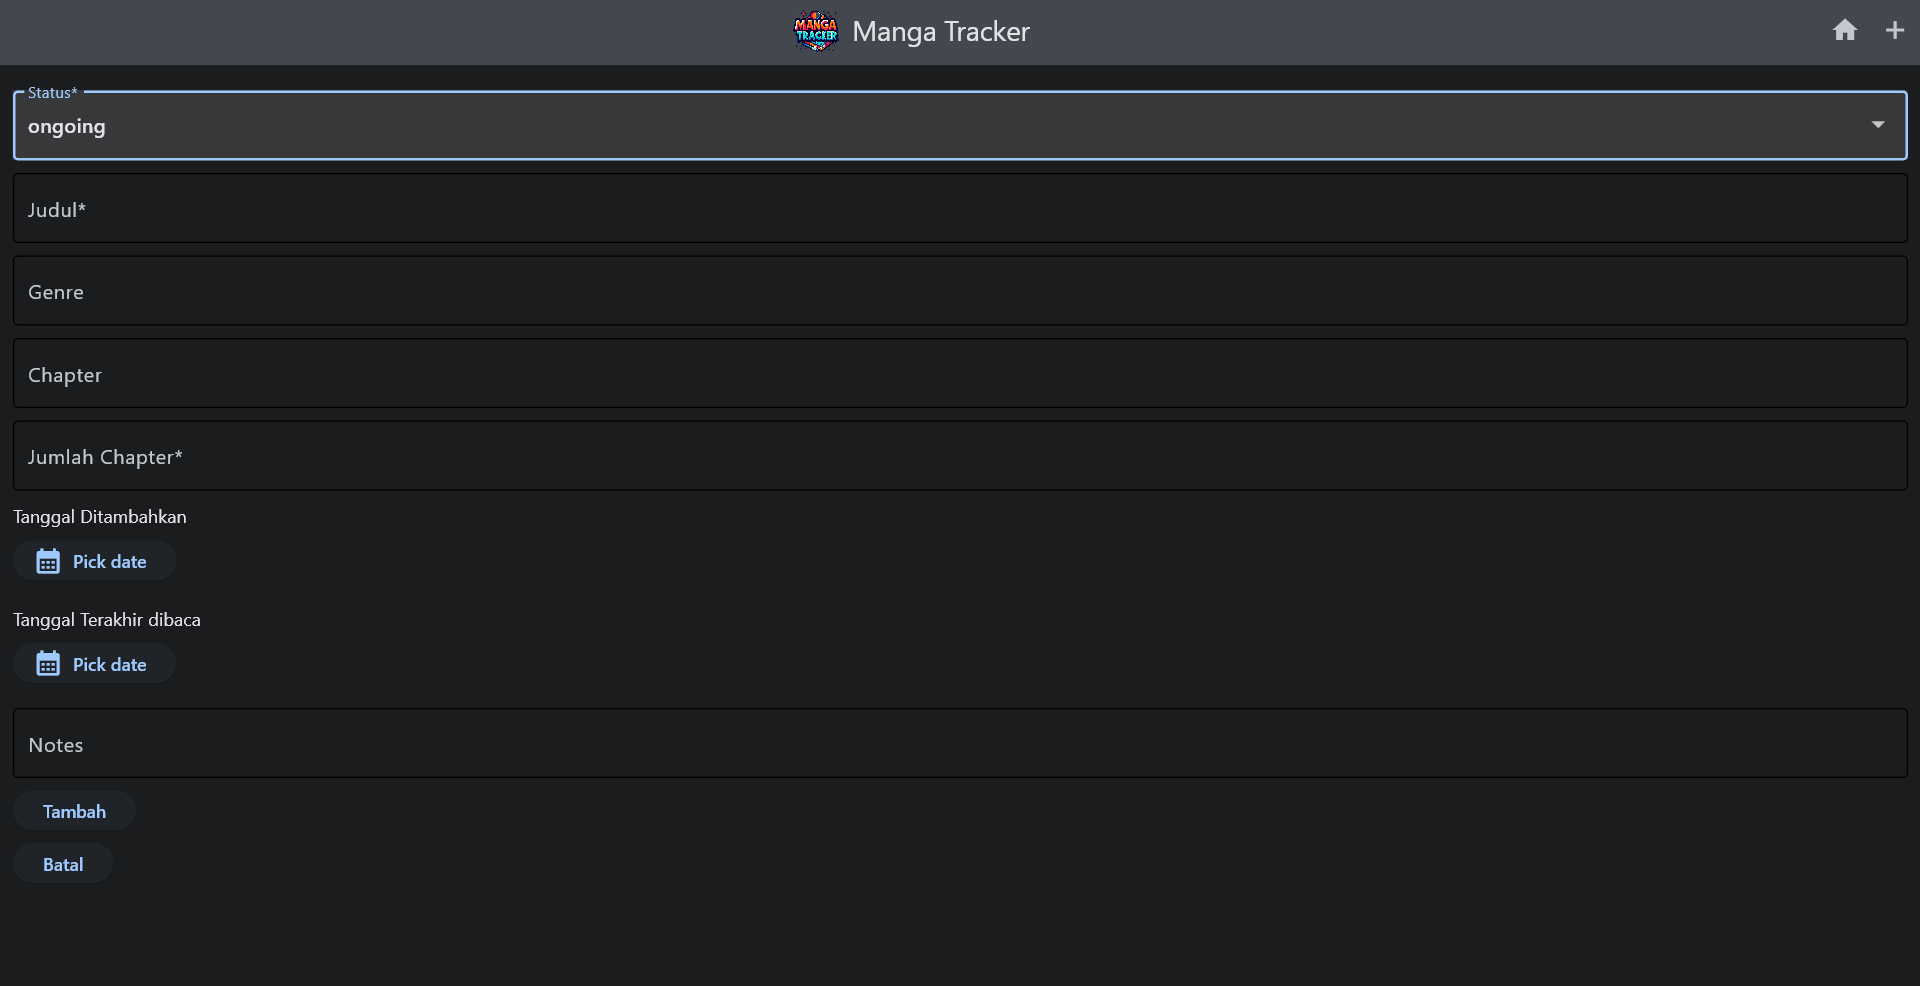 MANGA
TRACKER
Manga Tracker
Status*
ongoing
Judul*
Genre
Chapter
Jumlah Chapter*
Tanggal Ditambahkan
Pick date
Tanggal Terakhir dibaca
Pick date
Notes
Tambah
Batal